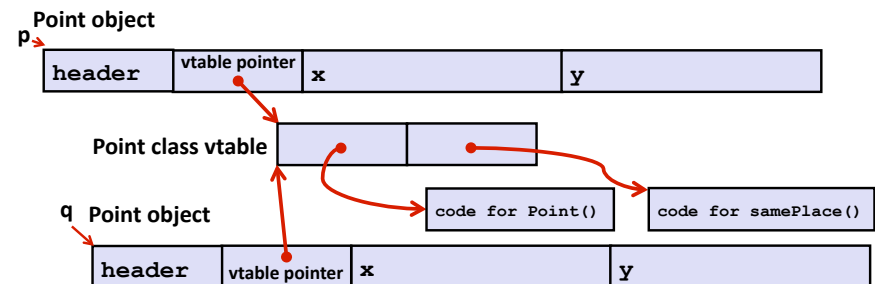 Point object
p
header vtable pointer x y
Point class vtable
code for Point() code for samePlace()
q Point object
header vtable pointer x y